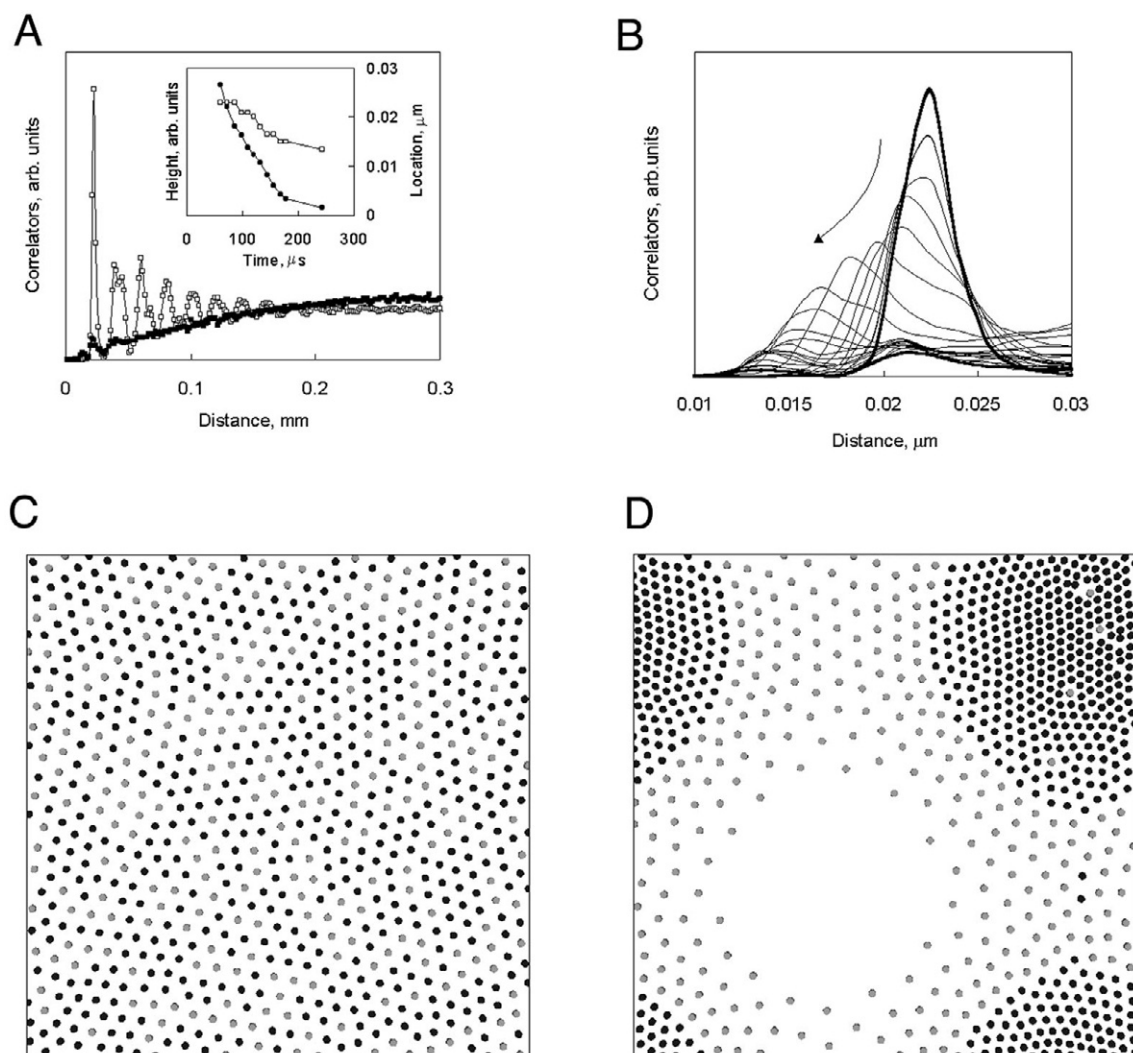 A
Correlators, arb. units
Height, arb. units
0.03
0.02
0.01
0
Location, μm
0 100 200 300
Time, μs
0 0.1 0.2 0.3
Distance, mm
B
Correlators, arb.units
0.01 0.015 0.02 0.025 0.03
Distance, μm
C
D